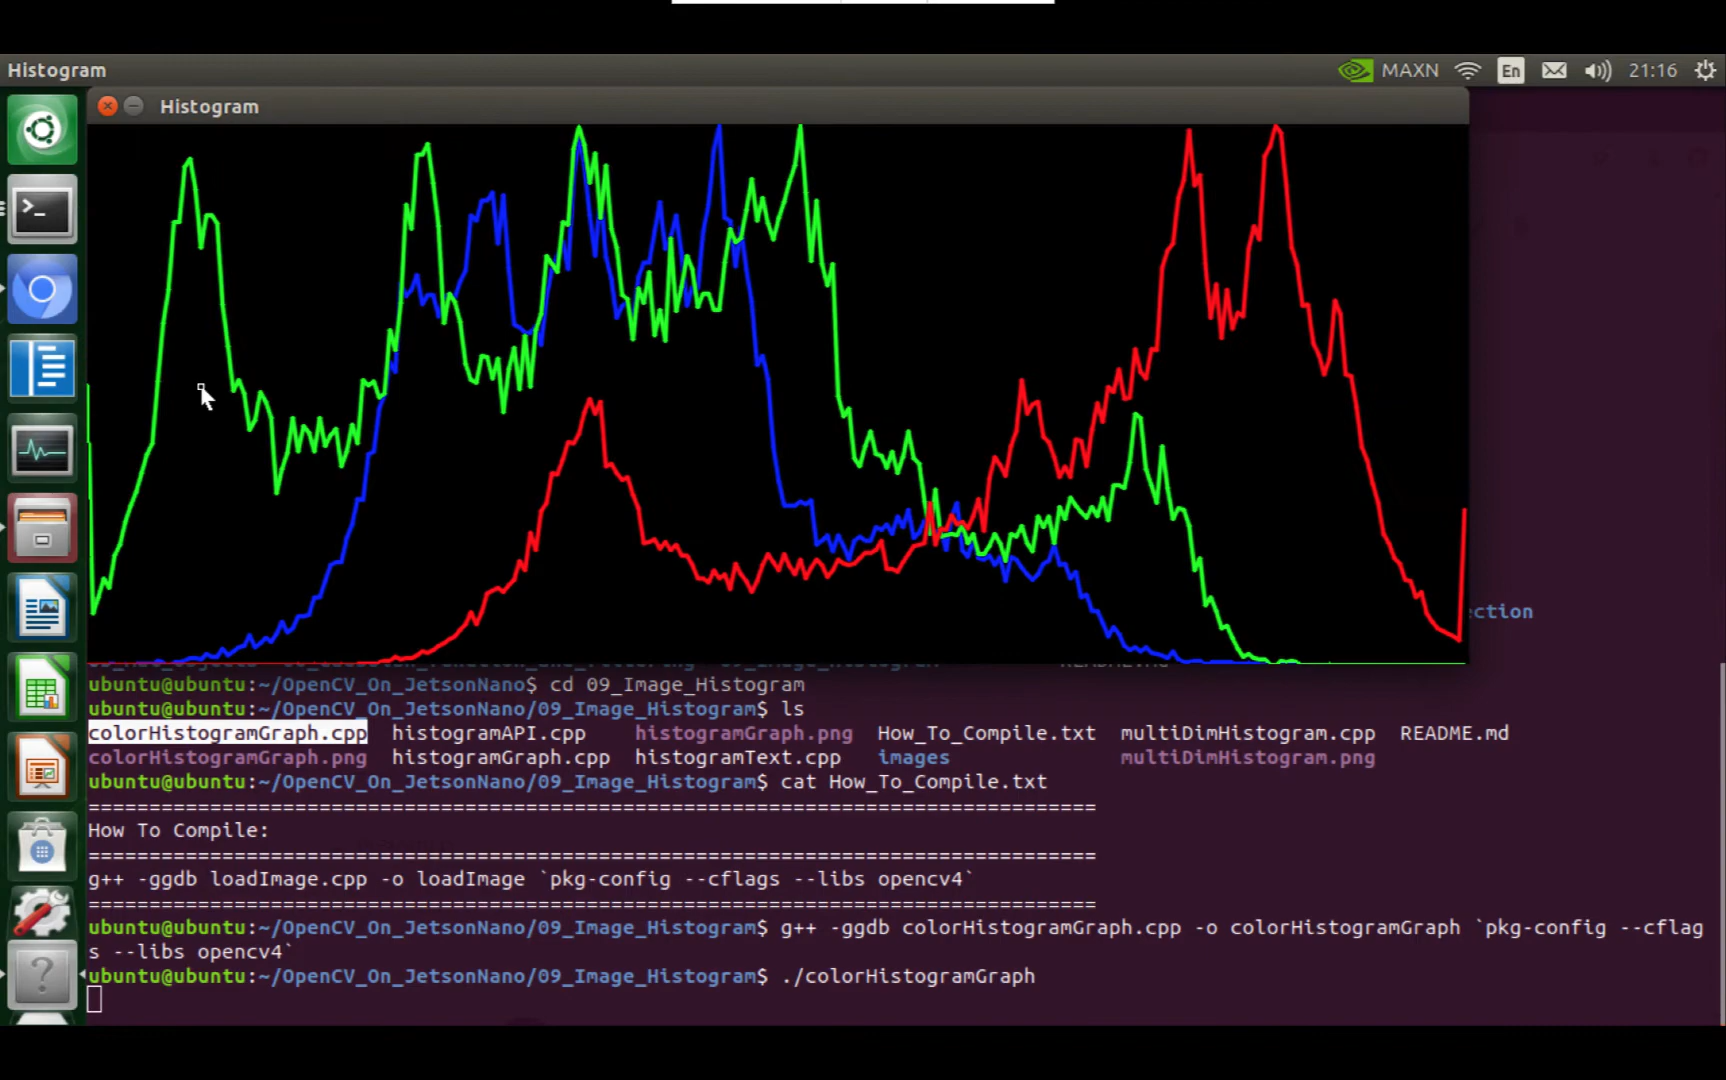 Histogram
MAXN En 21:16
Histogram
ection
ubuntu@ubuntu:~/OpenCV_On_JetsonNano$ cd 09_Image_Histogram
ubuntu@ubuntu:~/OpenCV_On_JetsonNano/09_Image_Histogram$ ls
colorHistogramGraph.cpp histogramAPI.cpp histogramGraph.png How_To_Compile.txt multiDimHistogram.cpp README.md
colorHistogramGraph.png histogramGraph.cpp histogramText.cpp images multiDimHistogram.png
ubuntu@ubuntu:~/OpenCV_On_JetsonNano/09_Image_Histogram$ cat How_To_Compile.txt
===================================================================================
How To Compile:
===================================================================================
g++ -ggdb loadImage.cpp -o loadImage `pkg-config --cflags --libs opencv4`
===================================================================================
ubuntu@ubuntu:~/OpenCV_On_JetsonNano/09_Image_Histogram$ g++ -ggdb colorHistogramGraph.cpp -o colorHistogramGraph `pkg-config --cflag
s --libs opencv4`
ubuntu@ubuntu:~/OpenCV_On_JetsonNano/09_Image_Histogram$ ./colorHistogramGraph